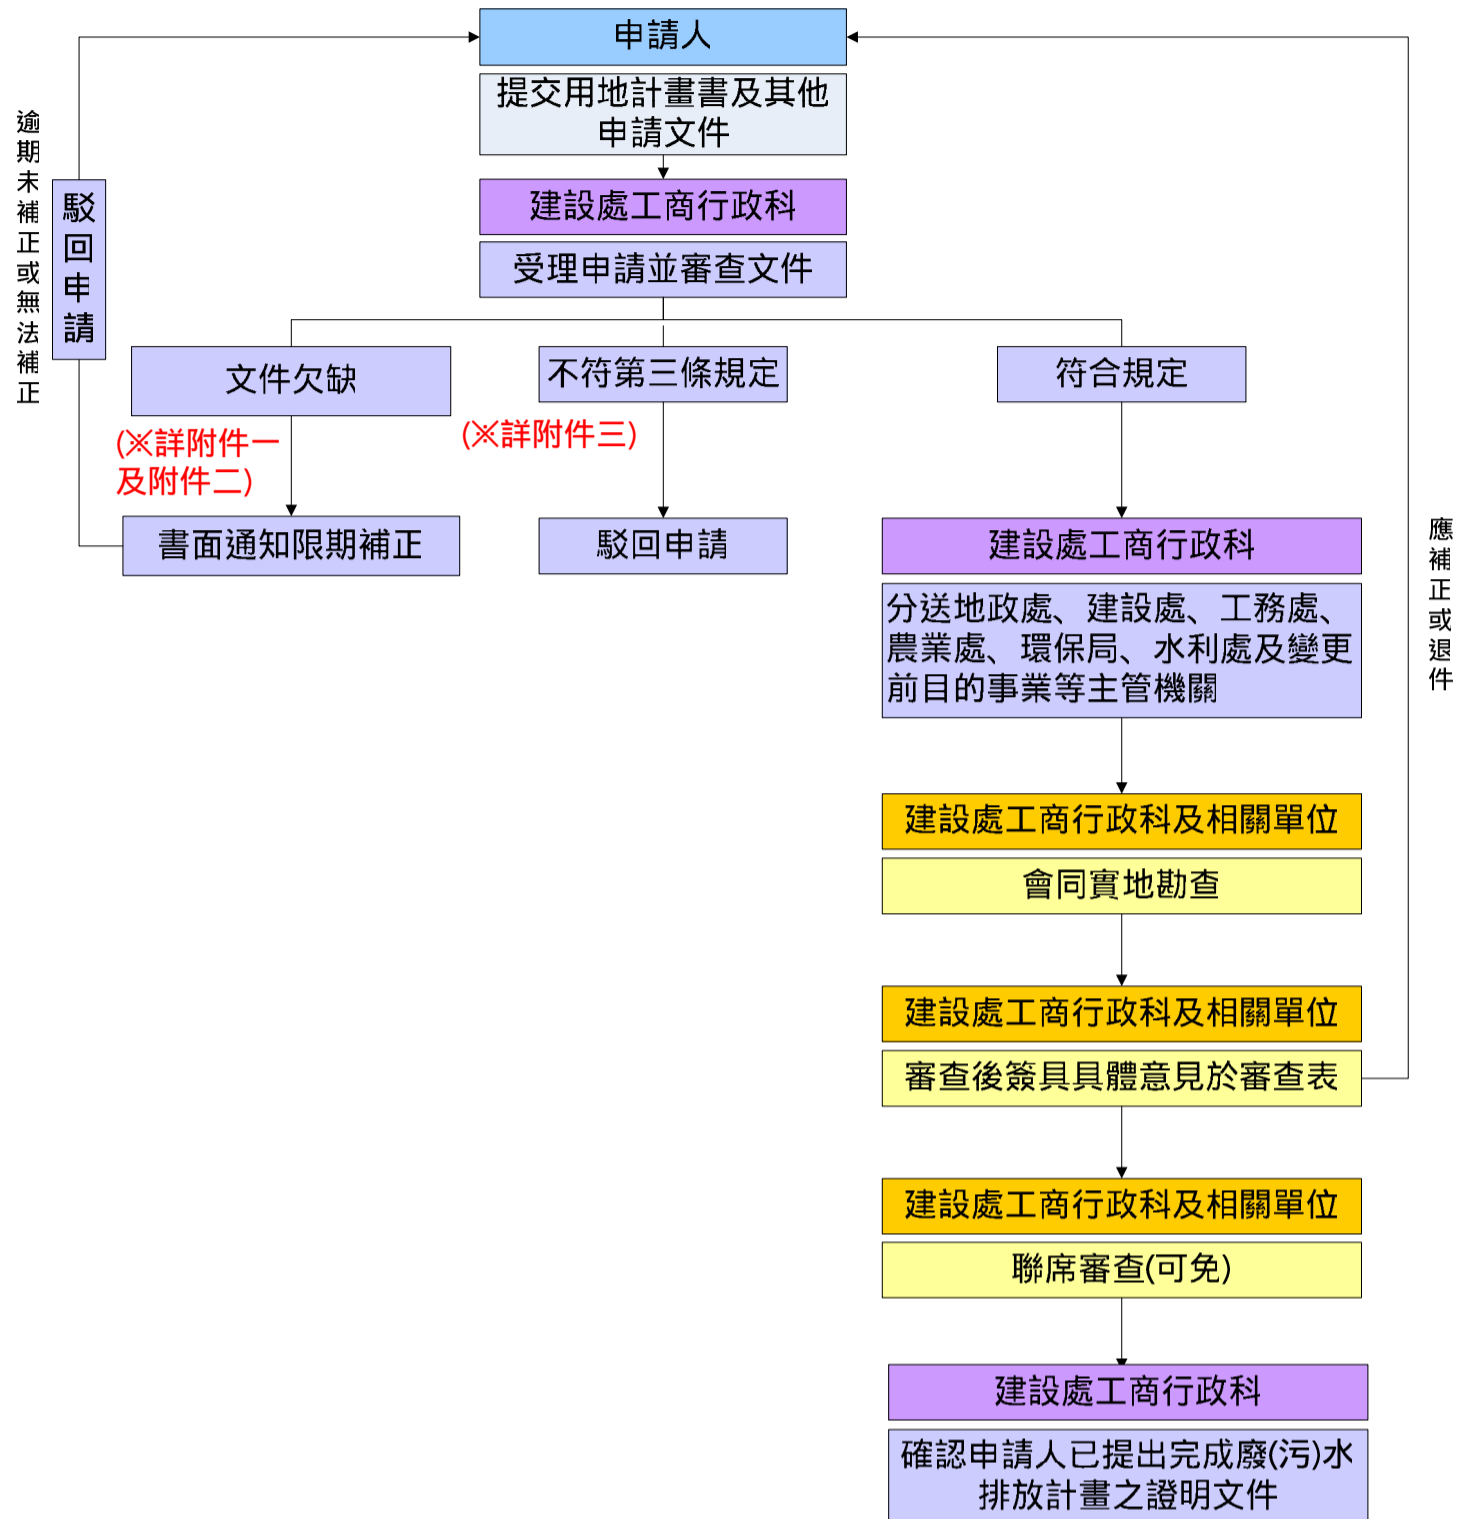 申請人
提交用地計畫書及其他
申請文件
建設處工商行政科
受理申請並審查文件
逾期未補正或無法補正
駁回申請
文件欠缺
不符第三條規定
符合規定
(※詳附件一
及附件二)
(※詳附件三)
書面通知限期補正
駁回申請
建設處工商行政科
分送地政處、建設處、工務處、
農業處、環保局、水利處及變更
前目的事業等主管機關
應補正或退件
建設處工商行政科及相關單位
會同實地勘查
建設處工商行政科及相關單位
審查後簽具具體意見於審查表
建設處工商行政科及相關單位
聯席審查(可免)
建設處工商行政科
確認申請人已提出完成廢(污)水
排放計畫之證明文件